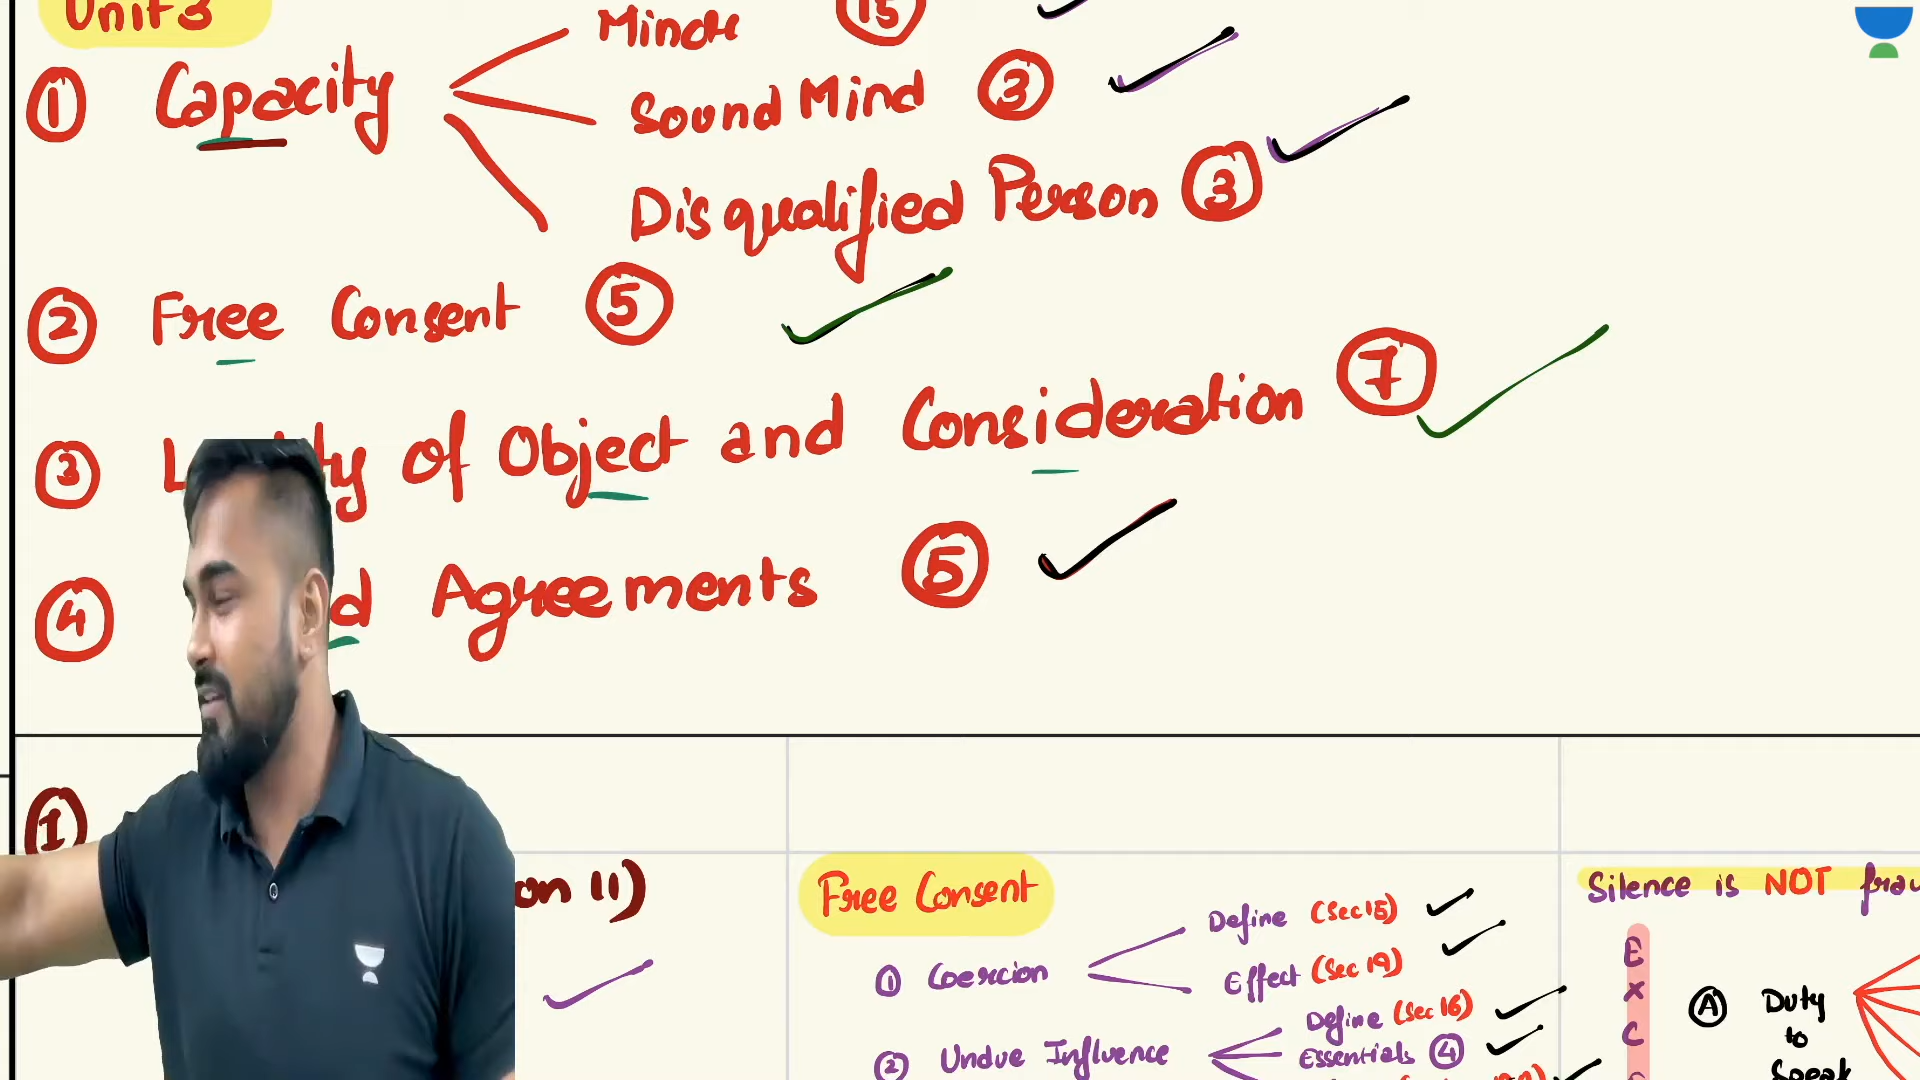 Unit 3
① Capacity
Minor ⑮
Sound Mind ③
Disqualified Person ③
② Free Consent ⑤
③ of Object and Consideration ⑦
④ Agreements ⑤
①
11)
Free Consent
① Coercion
Define (Sec 15)
Effect (Sec 19)
② Undue Influence
Define (Sec 16)
Essentials ④
Silence is NOT
E
X
C
Ⓐ Duty
to
Speak